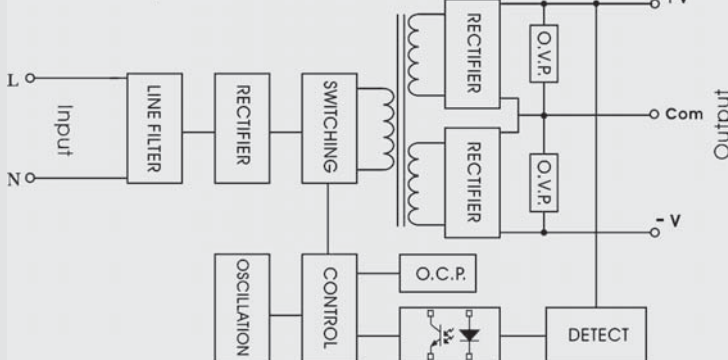 +V
RECTIFIER
O.V.P.
L
LINE FILTER
RECTIFIER
SWITCHING
Input
Com
Output
N
RECTIFIER
O.V.P.
- V
OSCILLATION
CONTROL
O.C.P.
DETECT